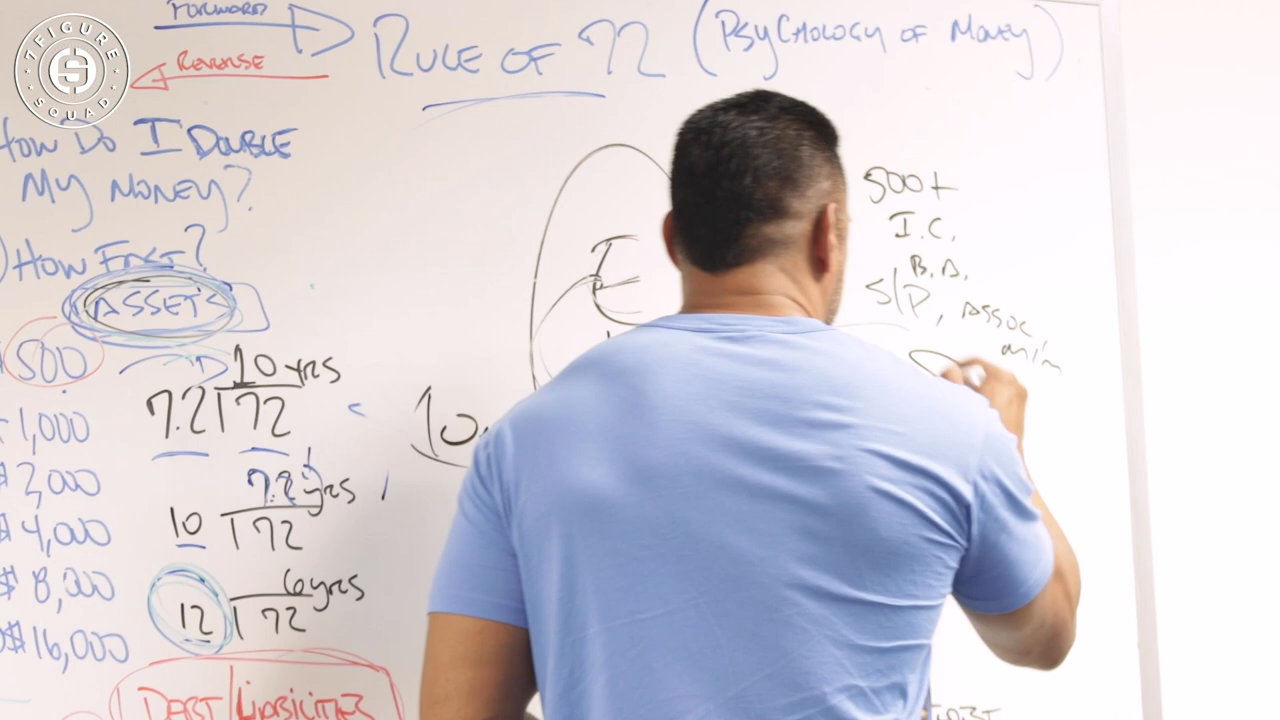 7 FIGURE SQUAD
FORWARD
REVERSE
RULE OF 72 (PSYCHOLOGY OF MONEY)
HOW DO I DOUBLE
MY MONEY?
HOW FAST?
ASSETS
500
1,000
$2,000
$4,000
$8,000
$16,000
10 yrs
7.2 72
7.2 yrs
10 72
6 yrs
12 72
DEBT/LIABILITIES
I
10
500+
I.C.
B.D.
S/P, ASSOC
min